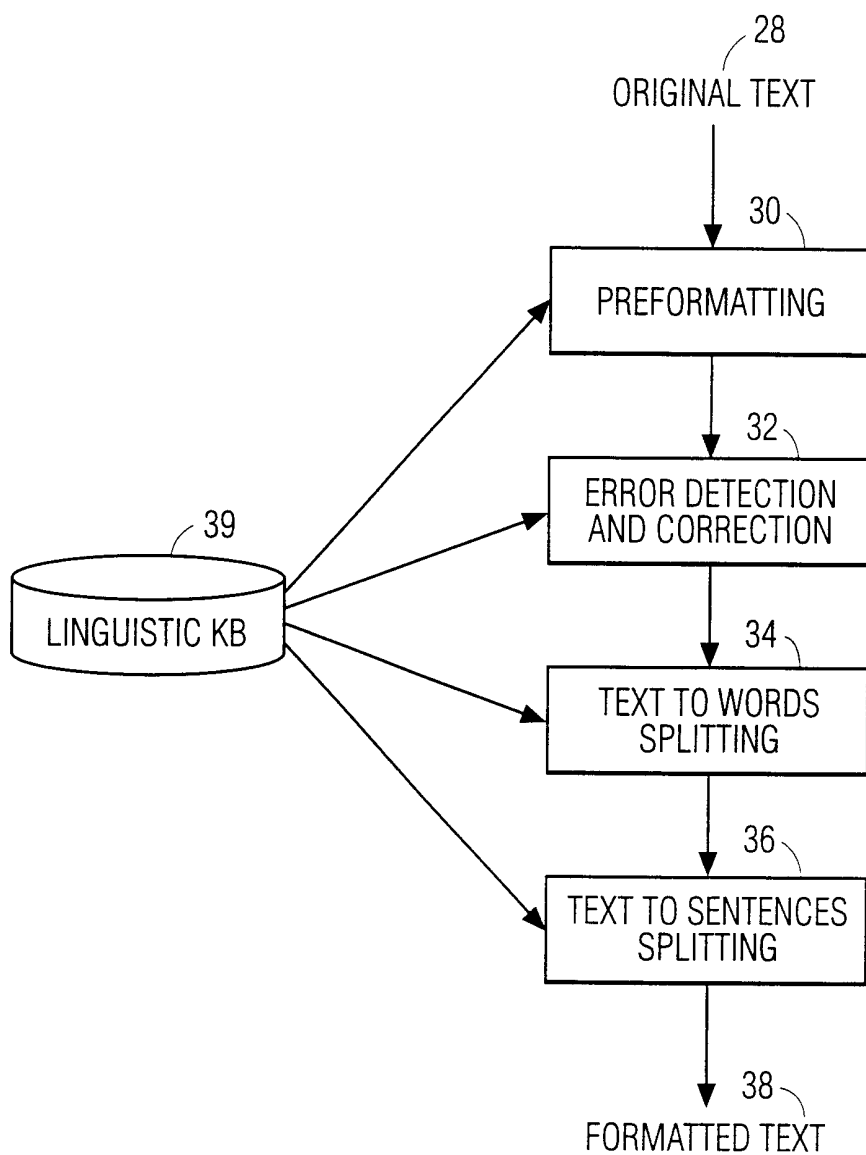 28
ORIGINAL TEXT
30
PREFORMATTING
32
ERROR DETECTION
AND CORRECTION
39
LINGUISTIC KB
34
TEXT TO WORDS
SPLITTING
36
TEXT TO SENTENCES
SPLITTING
38
FORMATTED TEXT